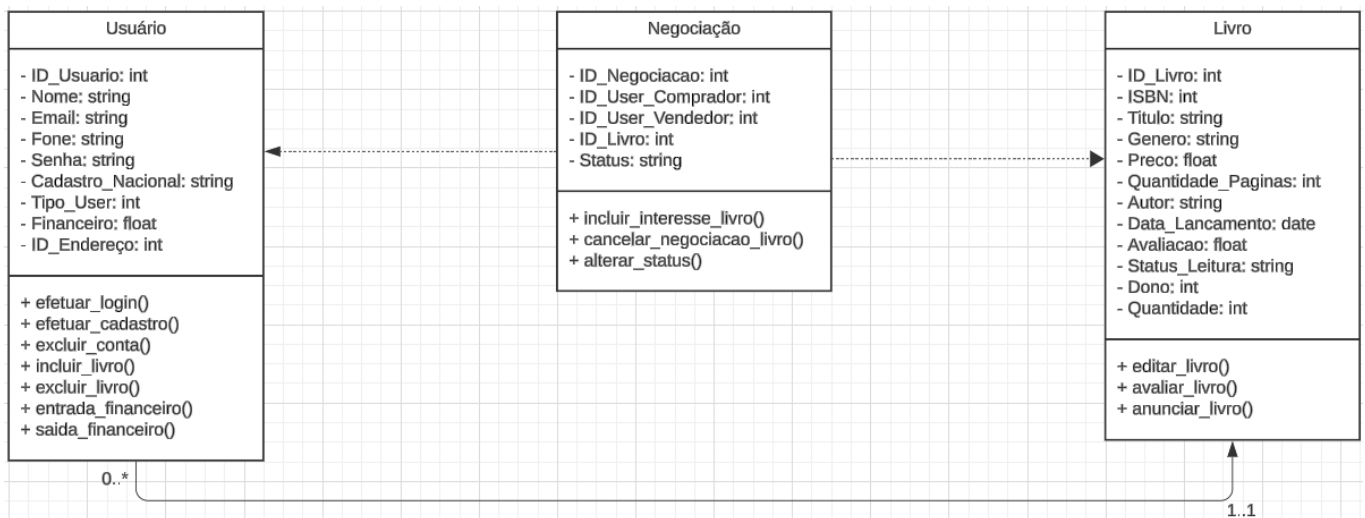 Usuário
- ID_Usuario: int
- Nome: string
- Email: string
- Fone: string
- Senha: string
- Cadastro_Nacional: string
- Tipo_User: int
- Financeiro: float
- ID_Endereço: int
+ efetuar_login()
+ efetuar_cadastro()
+ excluir_conta()
+ incluir_livro()
+ excluir_livro()
+ entrada_financeiro()
+ saida_financeiro()
Negociação
- ID_Negociacao: int
- ID_User_Comprador: int
- ID_User_Vendedor: int
- ID_Livro: int
- Status: string
+ incluir_interesse_livro()
+ cancelar_negociacao_livro()
+ alterar_status()
Livro
- ID_Livro: int
- ISBN: int
- Titulo: string
- Genero: string
- Preco: float
- Quantidade_Paginas: int
- Autor: string
- Data_Lancamento: date
- Avaliacao: float
- Status_Leitura: string
- Dono: int
- Quantidade: int
+ editar_livro()
+ avaliar_livro()
+ anunciar_livro()
0..*
1..1